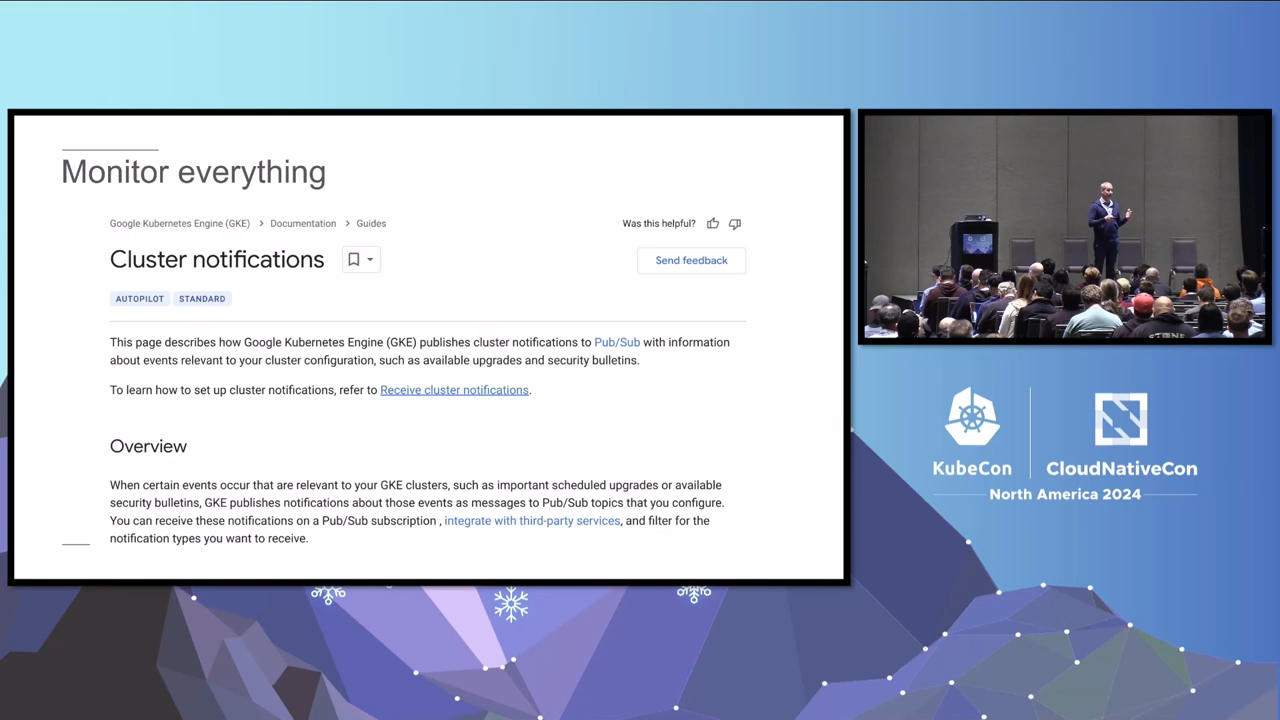 Monitor everything
Google Kubernetes Engine (GKE) > Documentation > Guides
Was this helpful?
Cluster notifications
Send feedback
AUTOPILOT STANDARD
This page describes how Google Kubernetes Engine (GKE) publishes cluster notifications to Pub/Sub with information
about events relevant to your cluster configuration, such as available upgrades and security bulletins.
To learn how to set up cluster notifications, refer to Receive cluster notifications.
Overview
When certain events occur that are relevant to your GKE clusters, such as important scheduled upgrades or available
security bulletins, GKE publishes notifications about those events as messages to Pub/Sub topics that you configure.
You can receive these notifications on a Pub/Sub subscription , integrate with third-party services, and filter for the
notification types you want to receive.
KubeCon
CloudNativeCon
North America 2024